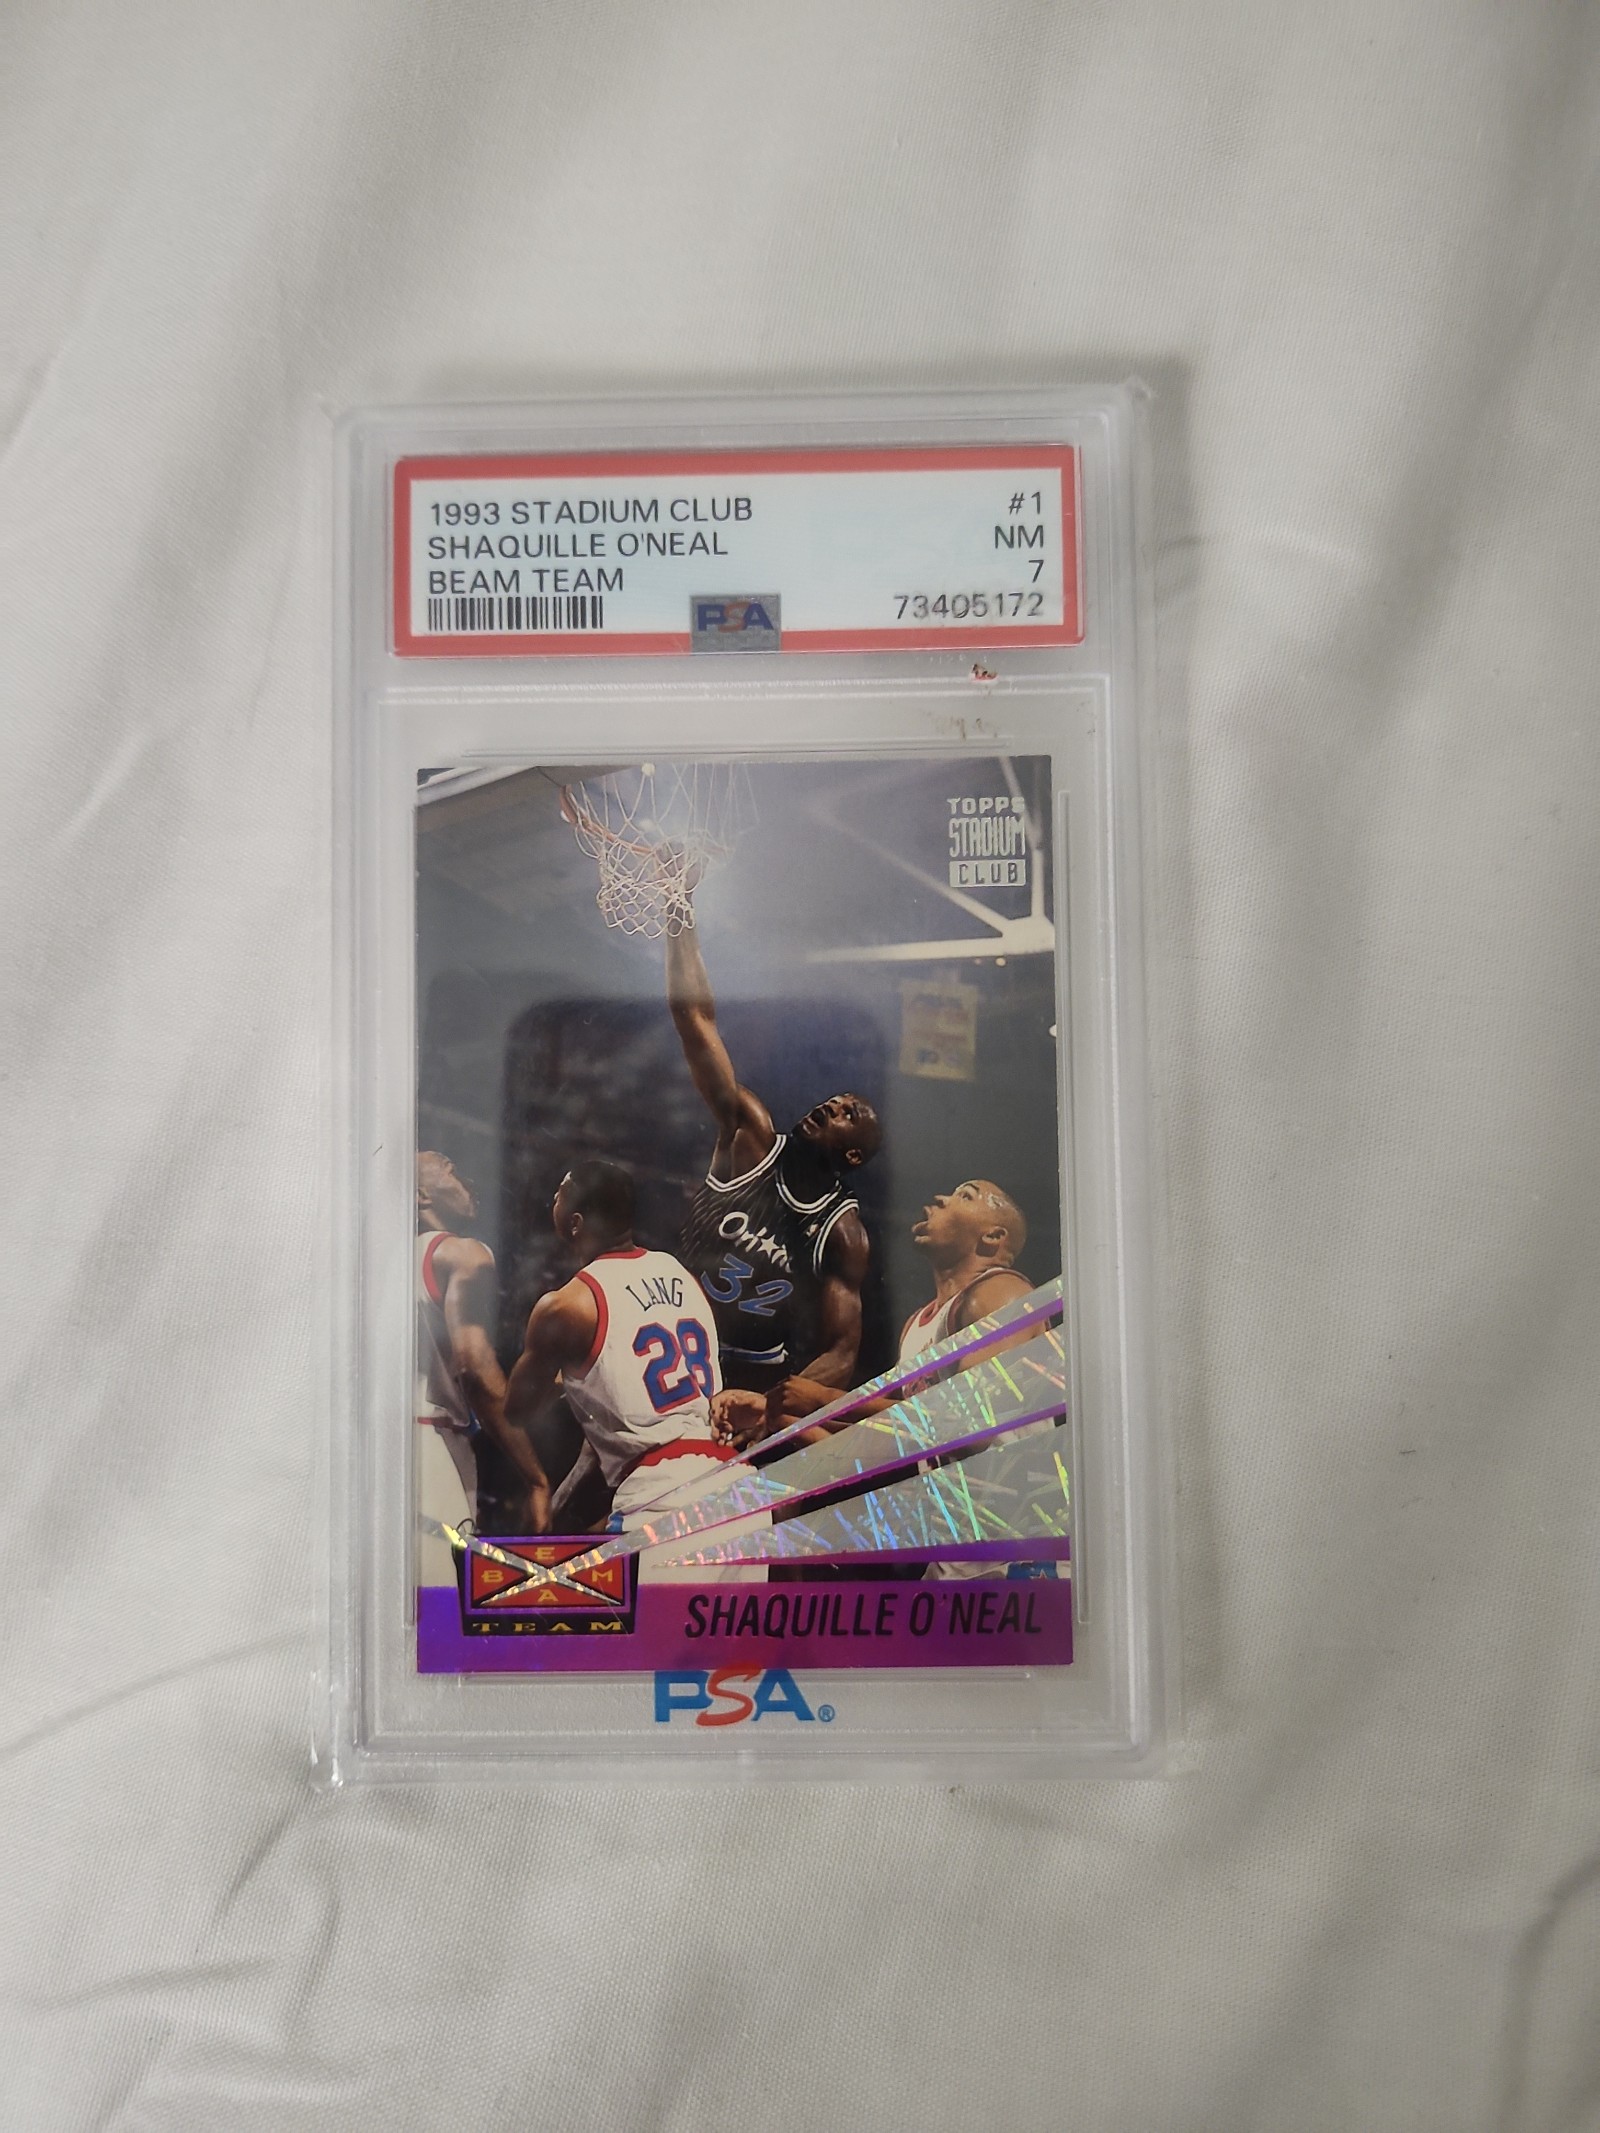 1993 STADIUM CLUB #1
SHAQUILLE O'NEAL NM
BEAM TEAM 7
PSA 73405172
TOPPS
STADIUM
CLUB
Orl
32
LANG
28
BEAM
TEAM
SHAQUILLE O'NEAL
PSA®